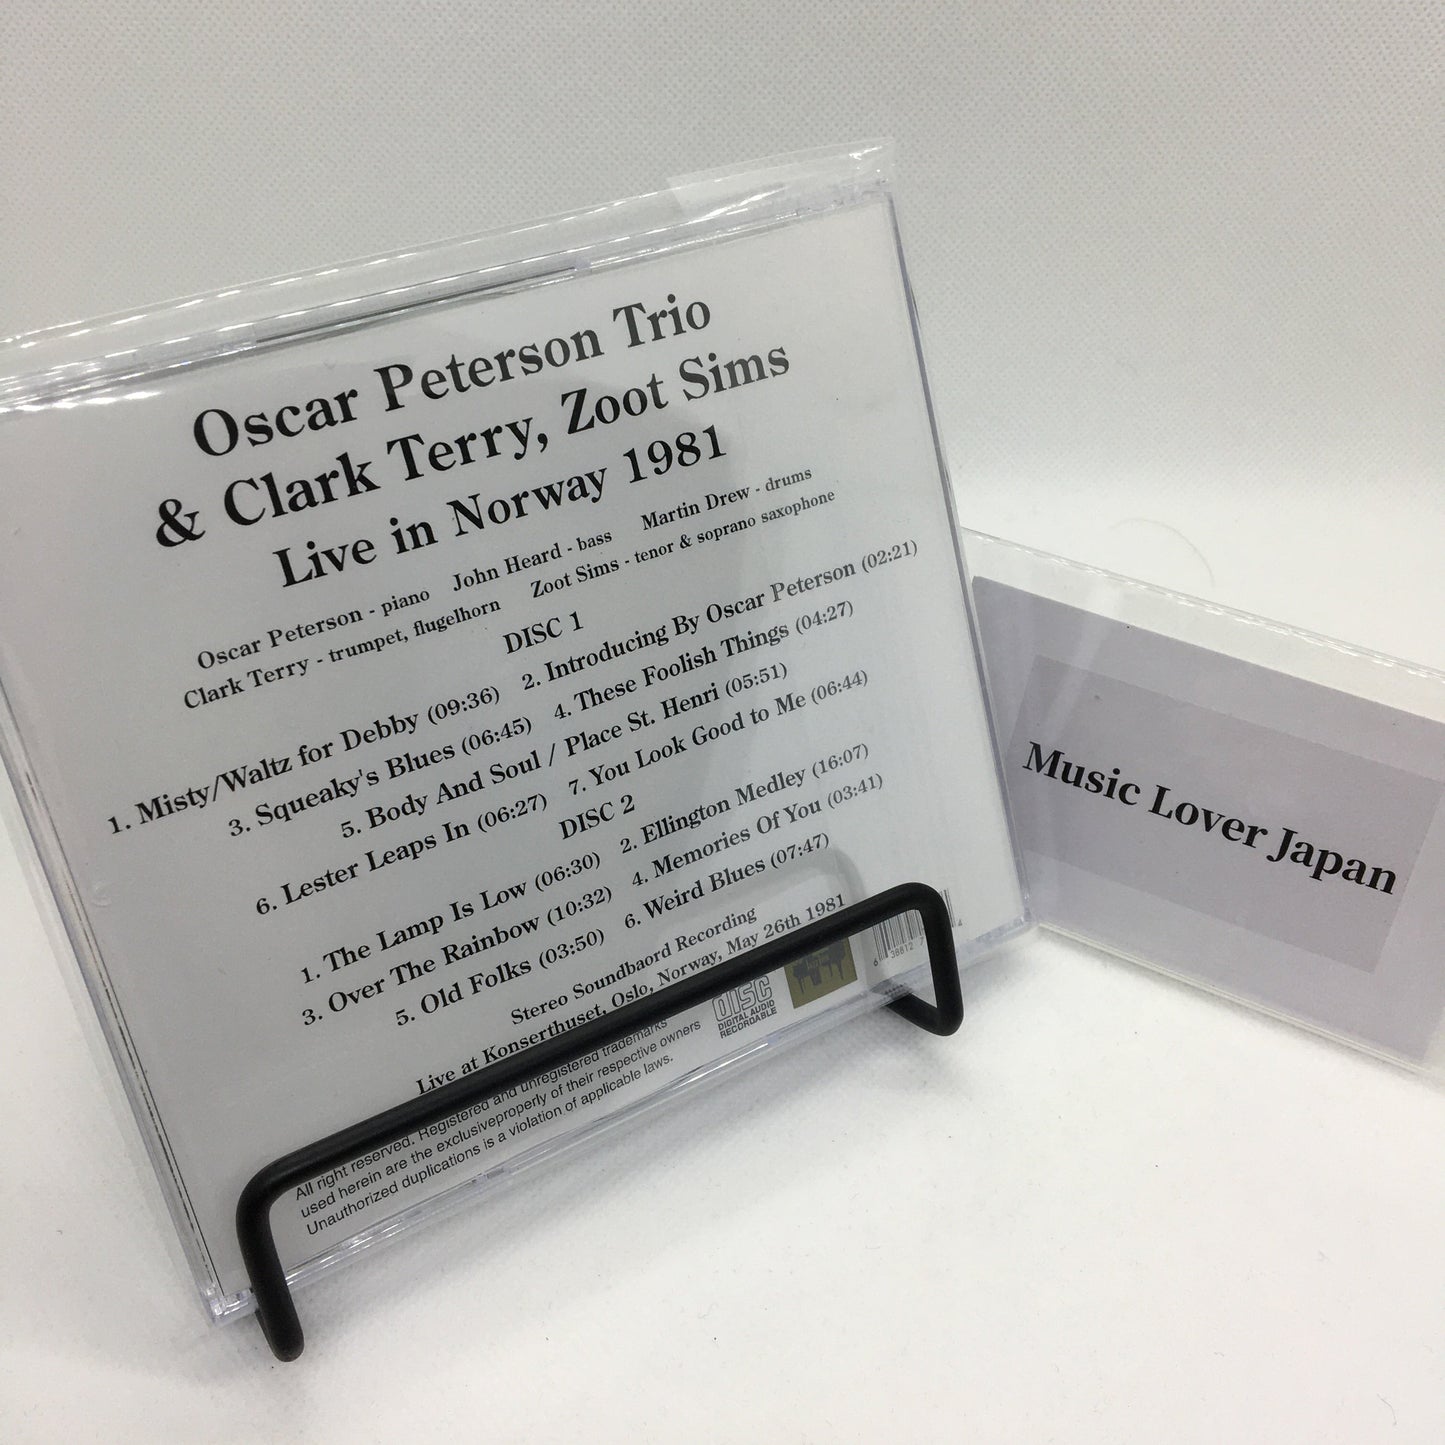 Oscar Peterson Trio
& Clark Terry, Zoot Sims
Live in Norway 1981
Oscar Peterson - piano John Heard - bass Martin Drew - drums
Clark Terry - trumpet, flugelhorn Zoot Sims - tenor & soprano saxophone
DISC 1
1. Misty/Waltz for Debby (09:36) 2. Introducing By Oscar Peterson (02:21)
3. Squeaky's Blues (06:45) 4. These Foolish Things (04:27)
5. Body And Soul / Place St. Henri (05:51)
6. Lester Leaps In (06:27) 7. You Look Good to Me (06:44)
DISC 2
1. The Lamp Is Low (06:30) 2. Ellington Medley (16:07)
3. Over The Rainbow (10:32) 4. Memories Of You (03:41)
5. Old Folks (03:50) 6. Weird Blues (07:47)
Stereo Soundbaord Recording
Live at Konserthuset, Oslo, Norway, May 26th 1981
All right reserved. Registered and unregistered trademarks
used herein are the exclusiveproperly of their respective owners
Unauthorized duplications is a violation of applicable laws.
DISC
DIGITAL AUDIO
RECORDABLE
Music Lover Japan